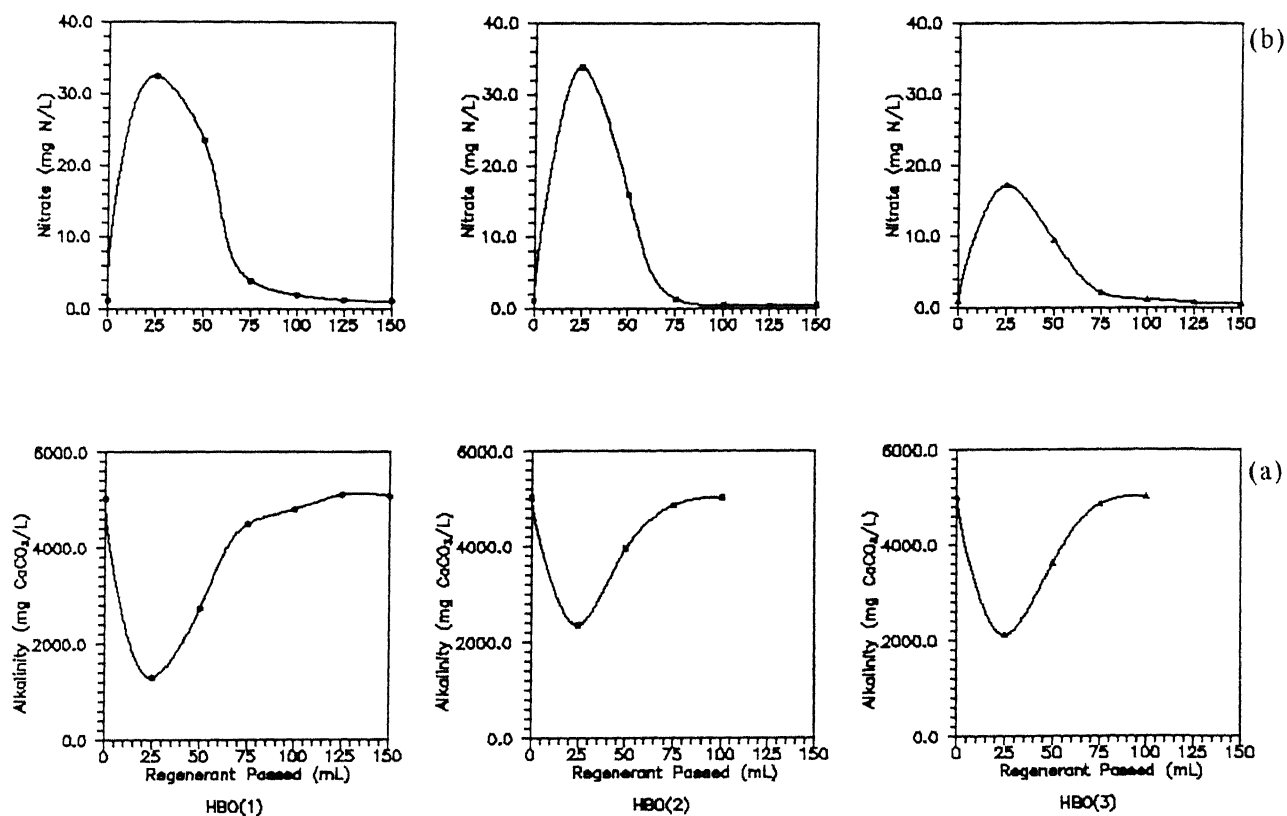 (b)
Nitrate (mg N/L)
40.0
30.0
20.0
10.0
0.0
0 25 50 75 100 125 150
Nitrate (mg N/L)
40.0
30.0
20.0
10.0
0.0
0 25 50 75 100 125 150
Nitrate (mg N/L)
40.0
30.0
20.0
10.0
0.0
0 25 50 75 100 125 150
(a)
Alkalinity (mg CaCO₃/L)
6000.0
4000.0
2000.0
0.0
0 25 50 75 100 125 150
Regenerant Passed (mL)
HBO(1)
Alkalinity (mg CaCO₃/L)
6000.0
4000.0
2000.0
0.0
0 25 50 75 100 125 150
Regenerant Passed (mL)
HBO(2)
Alkalinity (mg CaCO₃/L)
6000.0
4000.0
2000.0
0.0
0 25 50 75 100 125 150
Regenerant Passed (mL)
HBO(3)